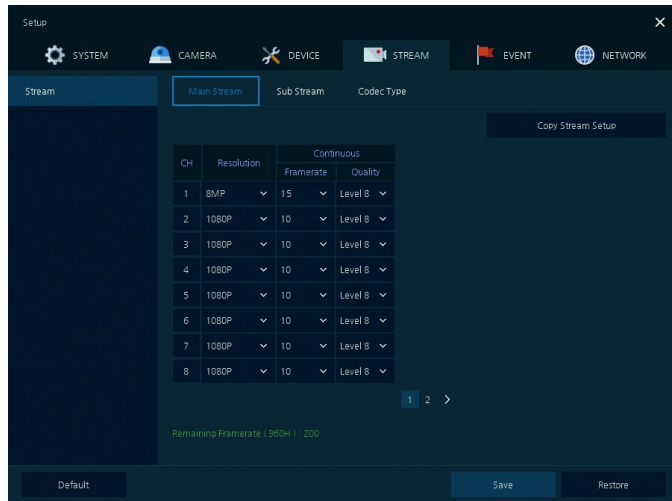 Setup
SYSTEM CAMERA DEVICE STREAM EVENT NETWORK
Stream Main Stream Sub Stream Codec Type
Copy Stream Setup
CH Resolution Continuous
Framerate Quality
1 8MP 15 Level 8
2 1080P 10 Level 8
3 1080P 10 Level 8
4 1080P 10 Level 8
5 1080P 10 Level 8
6 1080P 10 Level 8
7 1080P 10 Level 8
8 1080P 10 Level 8
1 2
Remaining Framerate ( 960H ) : 200
Default Save Restore